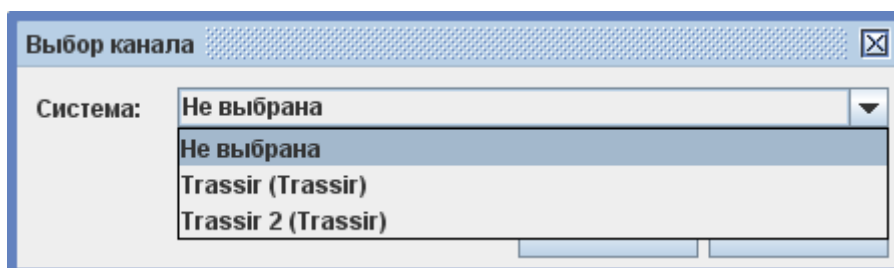 Выбор канала
Система: Не выбрана
Не выбрана
Trassir (Trassir)
Trassir 2 (Trassir)